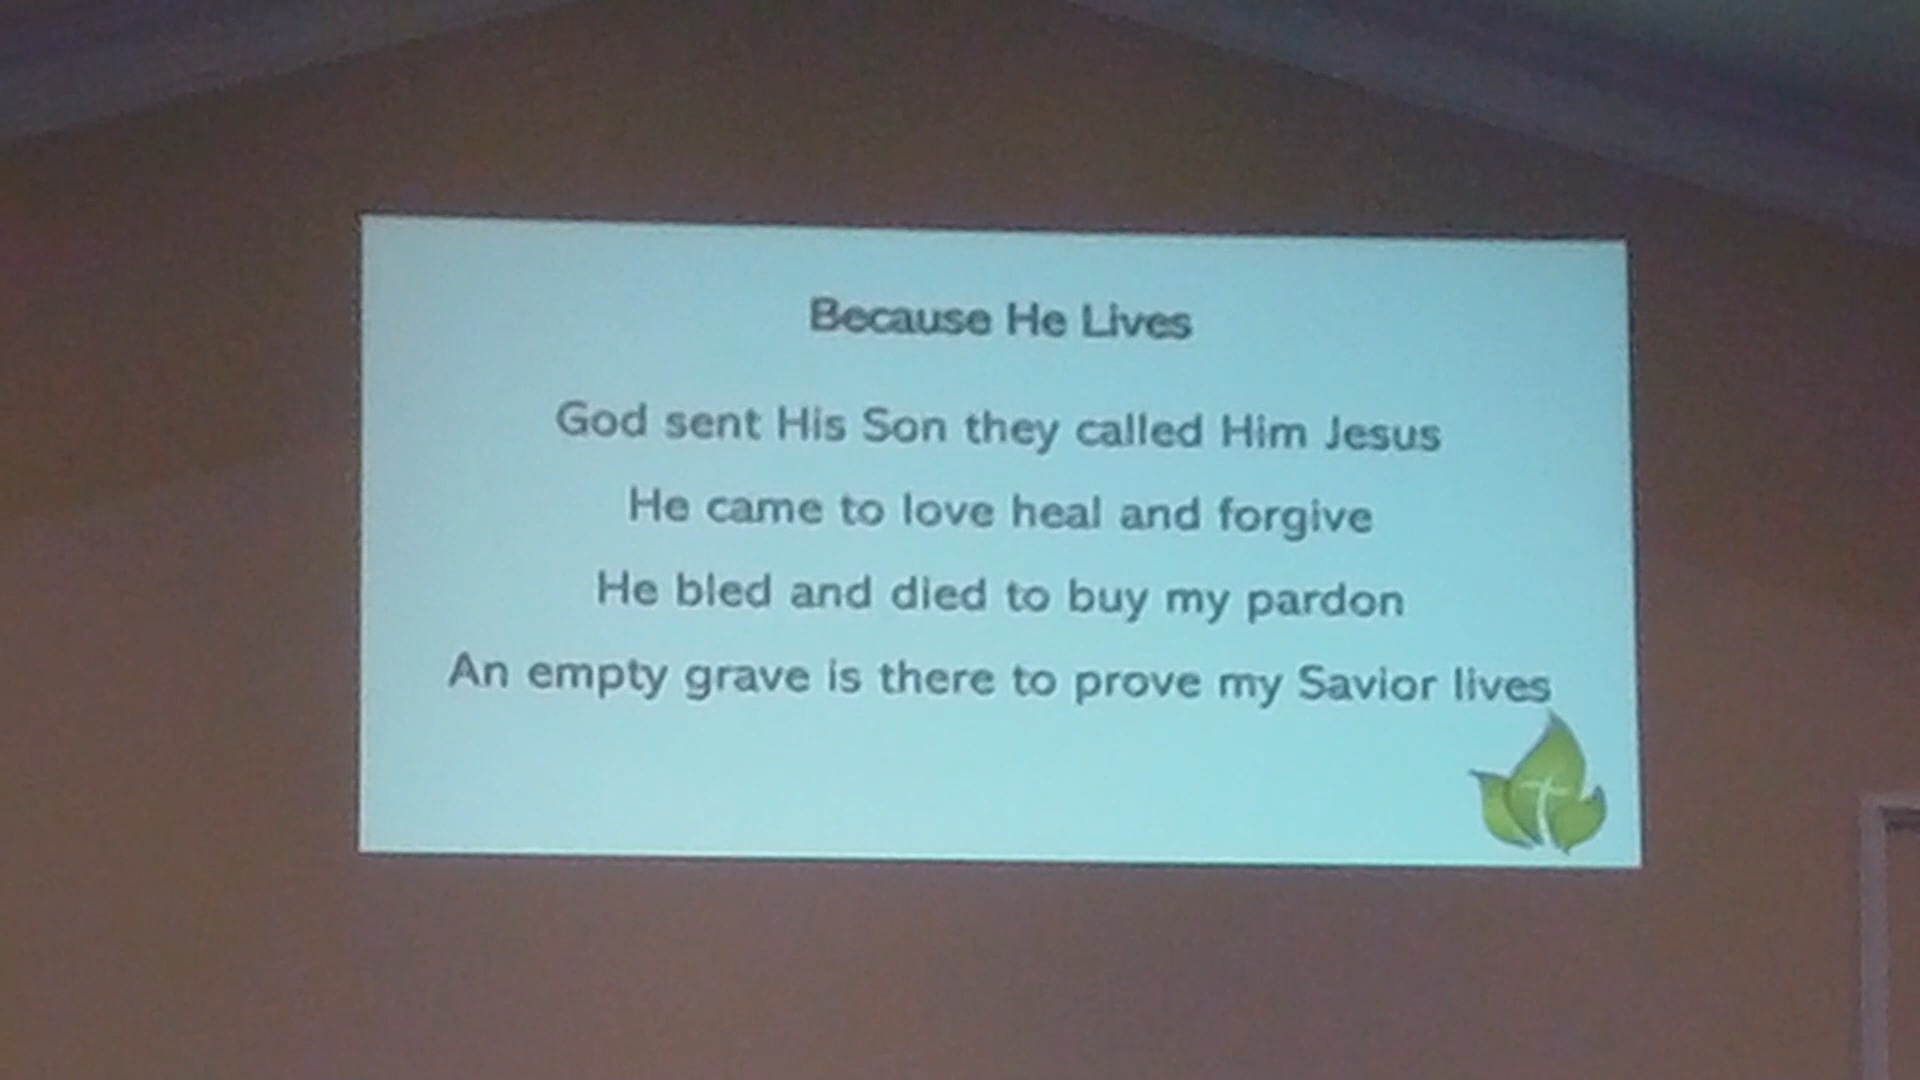 Because He Lives
God sent His Son they called Him Jesus
He came to love heal and forgive
He bled and died to buy my pardon
An empty grave is there to prove my Savior lives